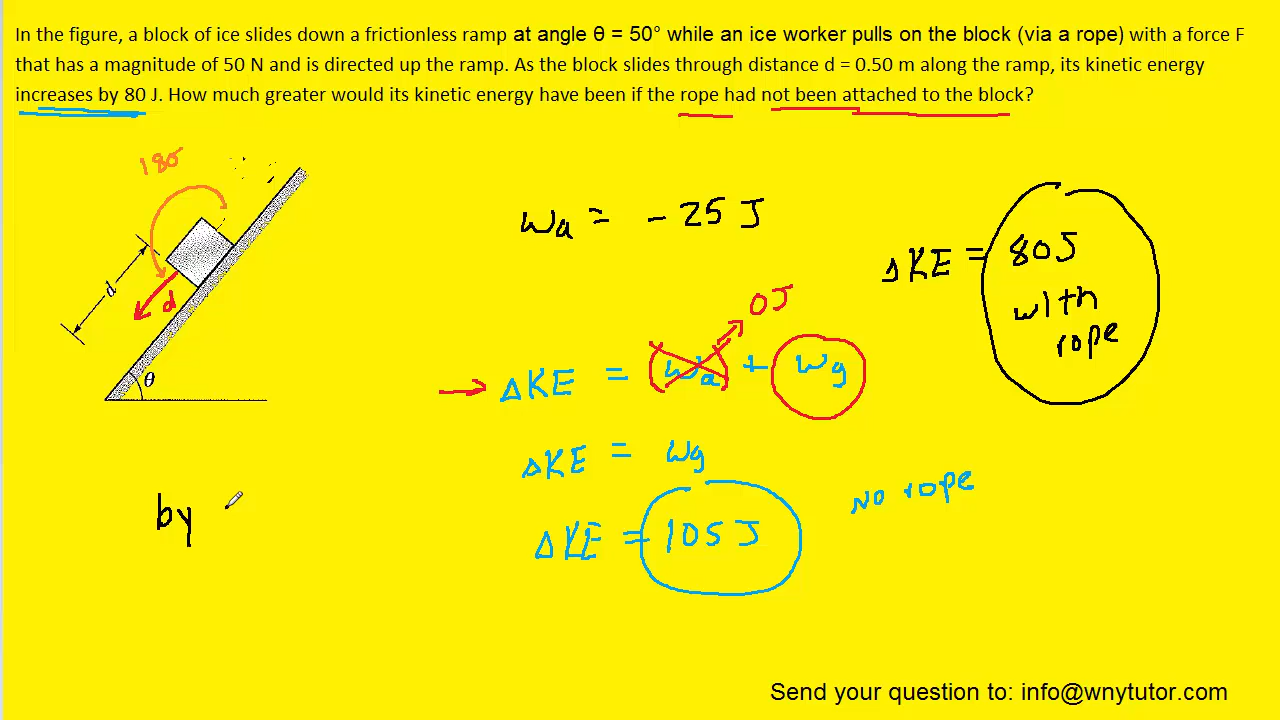 In the figure, a block of ice slides down a frictionless ramp at angle θ = 50° while an ice worker pulls on the block (via a rope) with a force F
that has a magnitude of 50 N and is directed up the ramp. As the block slides through distance d = 0.50 m along the ramp, its kinetic energy
increases by 80 J. How much greater would its kinetic energy have been if the rope had not been attached to the block?
180
d
d
θ
Wa = - 25 J
ΔKE = 80J
with
rope
0J
→ ΔKE = (Wa) + Wg
ΔKE = Wg
ΔKE = 105 J
No rope
by
Send your question to: info@wnytutor.com